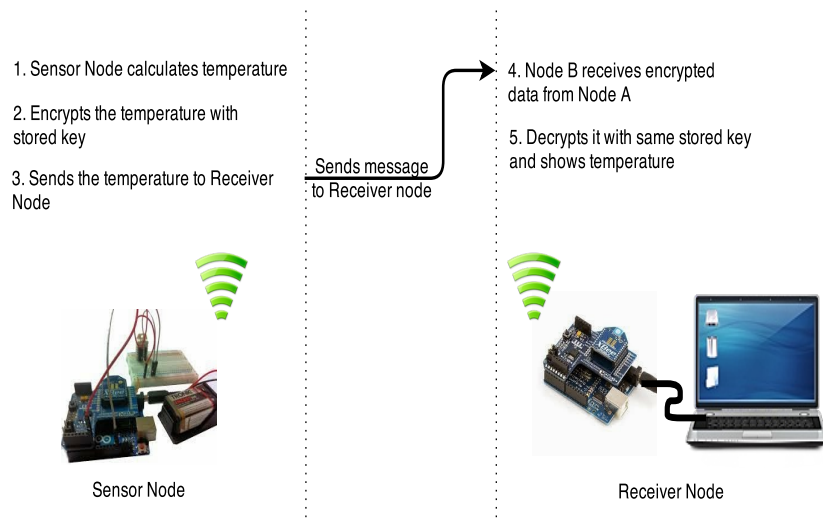 1. Sensor Node calculates temperature
2. Encrypts the temperature with
stored key
3. Sends the temperature to Receiver
Node
Sends message
to Receiver node
4. Node B receives encrypted
data from Node A
5. Decrypts it with same stored key
and shows temperature
XBee
Sensor Node
Receiver Node